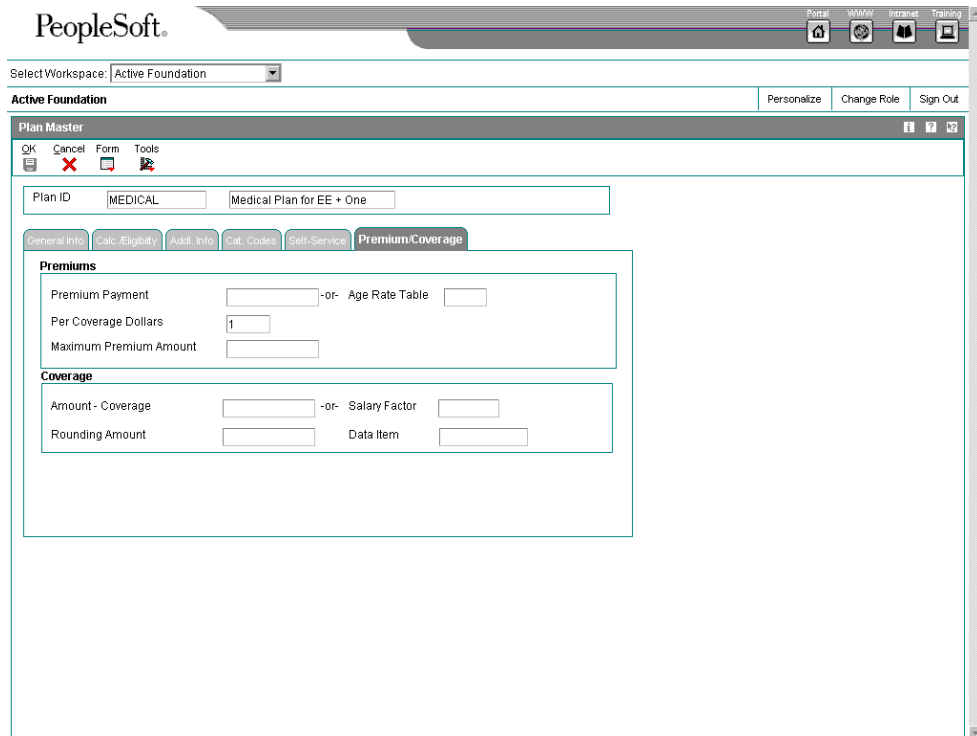 PeopleSoft.
Portal WWW Intranet Training
Select Workspace: Active Foundation
Active Foundation Personalize Change Role Sign Out
Plan Master
OK Cancel Form Tools
Plan ID MEDICAL Medical Plan for EE + One
General Info Calc./Eligibilty Addl. Info Cat. Codes Self-Service Premium/Coverage
Premiums
Premium Payment -or- Age Rate Table
Per Coverage Dollars 1
Maximum Premium Amount
Coverage
Amount - Coverage -or- Salary Factor
Rounding Amount Data Item